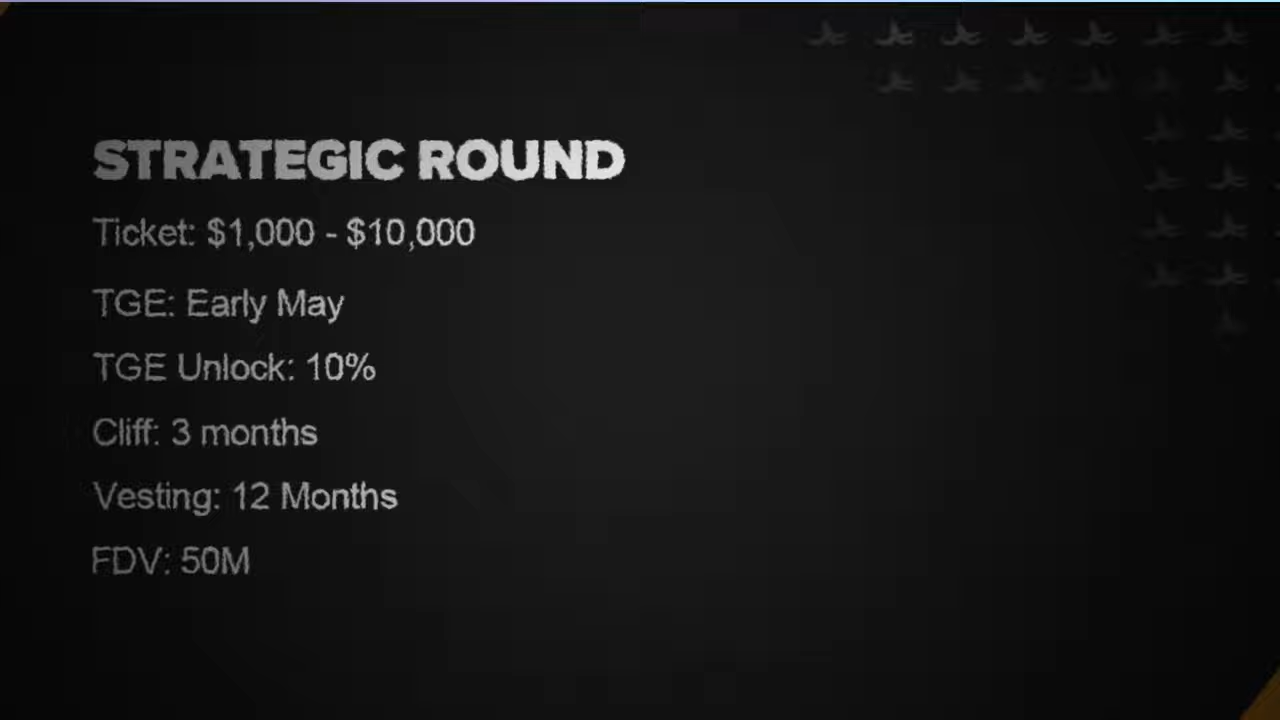 STRATEGIC ROUND
Ticket: $1,000 - $10,000
TGE: Early May
TGE Unlock: 10%
Cliff: 3 months
Vesting: 12 Months
FDV: 50M